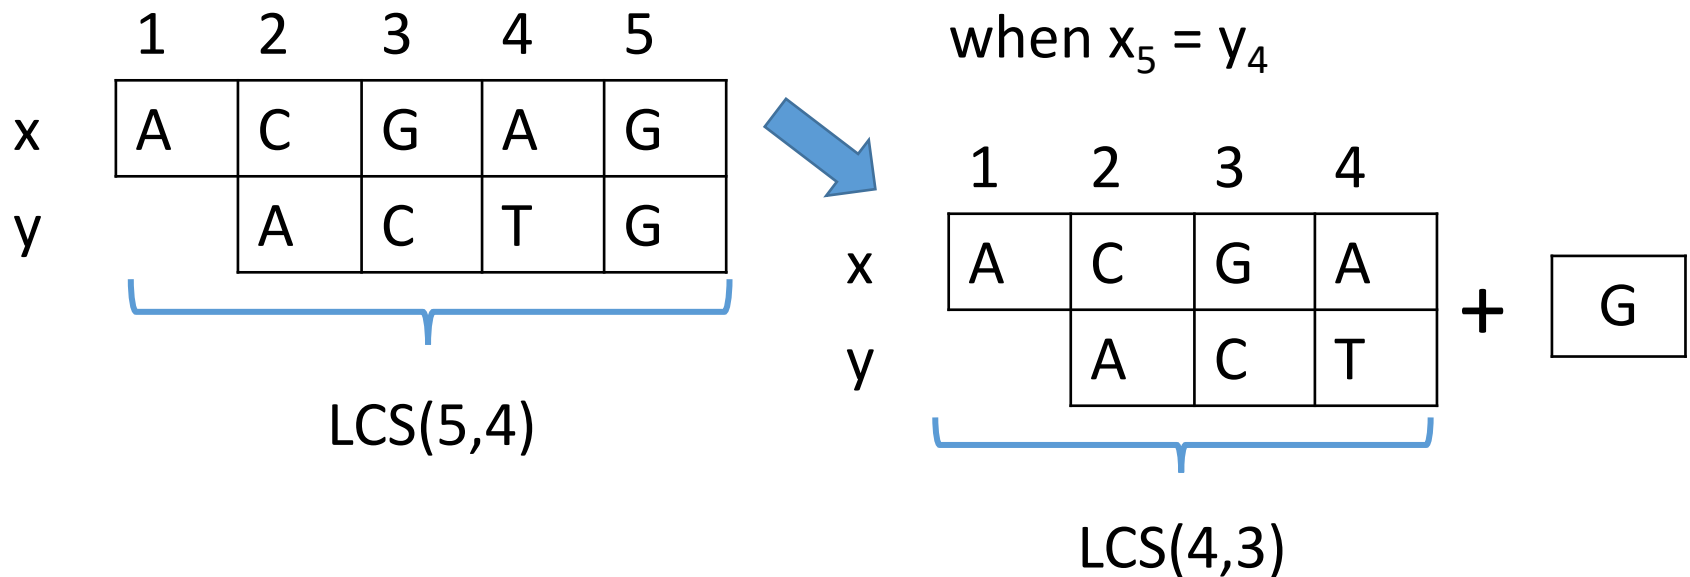 1 2 3 4 5
x A C G A G
y A C T G
LCS(5,4)
when x₅ = y₄
1 2 3 4
x A C G A
y A C T
+ G
LCS(4,3)